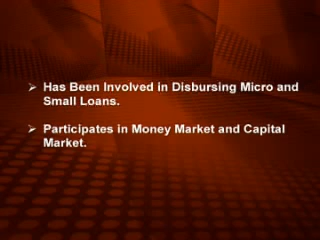 ➢ Has Been Involved in Disbursing Micro and
Small Loans.
➢ Participates in Money Market and Capital
Market.